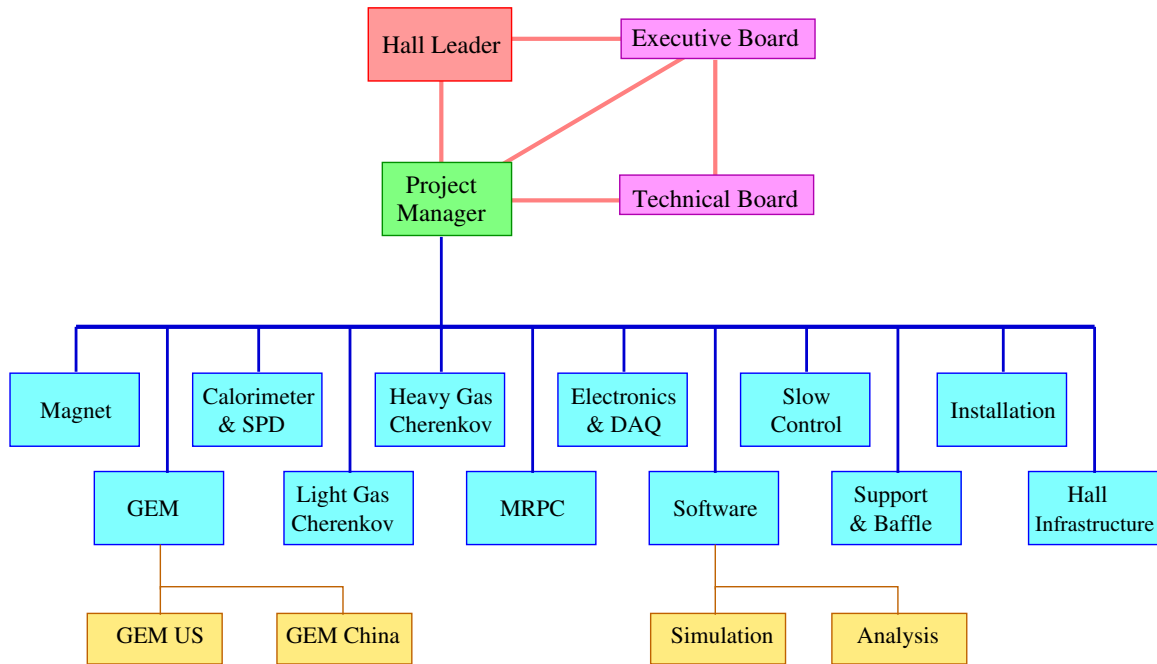 Hall Leader
Executive Board
Project
Manager
Technical Board
Magnet
Calorimeter
& SPD
Heavy Gas
Cherenkov
Electronics
& DAQ
Slow
Control
Installation
GEM
Light Gas
Cherenkov
MRPC
Software
Support
& Baffle
Hall
Infrastructure
GEM US
GEM China
Simulation
Analysis